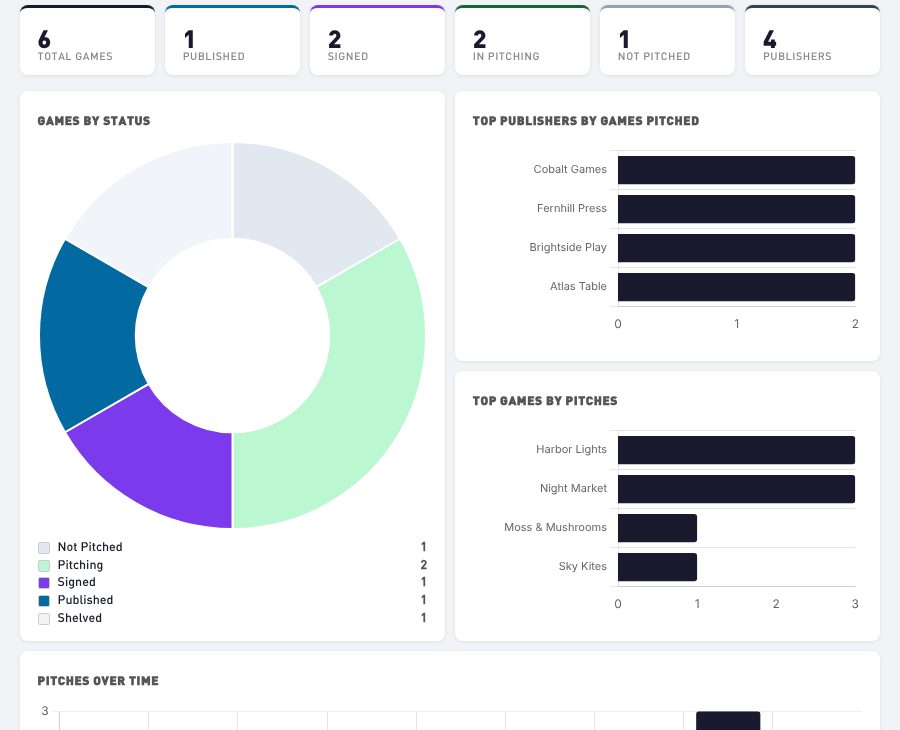 6
TOTAL GAMES
1
PUBLISHED
2
SIGNED
2
IN PITCHING
1
NOT PITCHED
4
PUBLISHERS
GAMES BY STATUS
Not Pitched 1
Pitching 2
Signed 1
Published 1
Shelved 1
TOP PUBLISHERS BY GAMES PITCHED
Cobalt Games
Fernhill Press
Brightside Play
Atlas Table
0 1 2
TOP GAMES BY PITCHES
Harbor Lights
Night Market
Moss & Mushrooms
Sky Kites
0 1 2 3
PITCHES OVER TIME
3